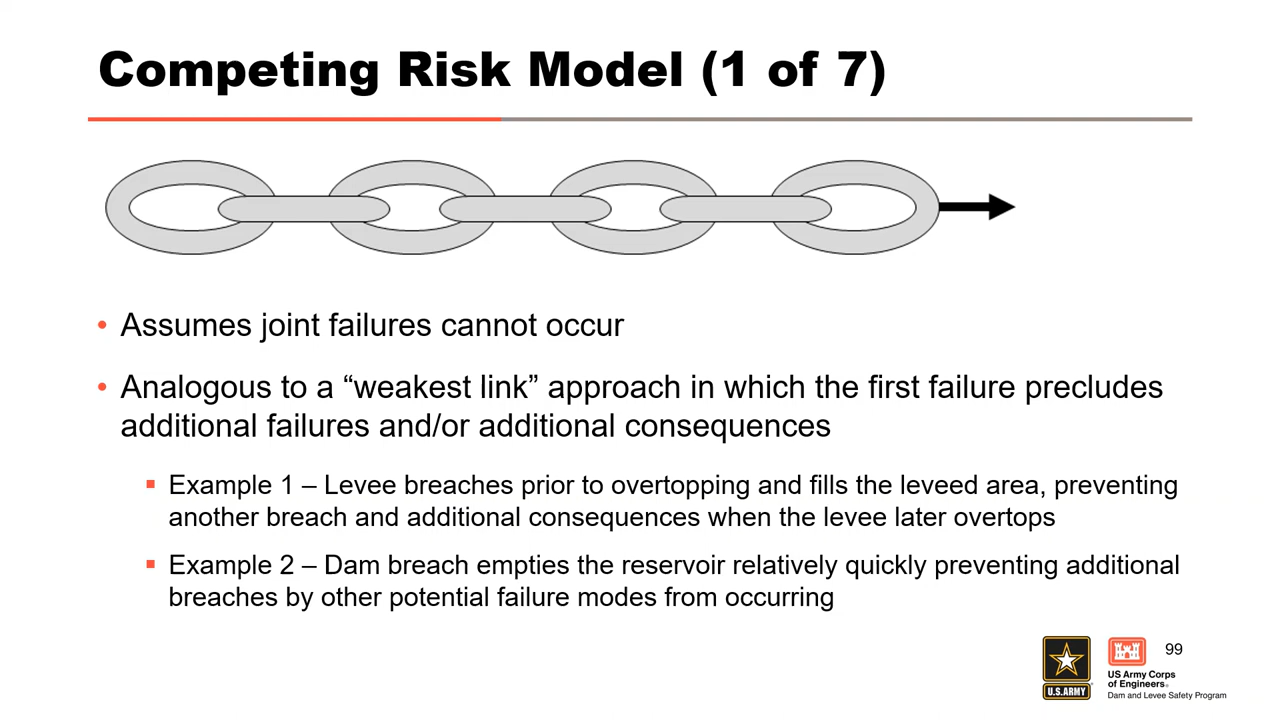 Competing Risk Model (1 of 7)
• Assumes joint failures cannot occur
• Analogous to a “weakest link” approach in which the first failure precludes
additional failures and/or additional consequences
▪ Example 1 – Levee breaches prior to overtopping and fills the leveed area, preventing
another breach and additional consequences when the levee later overtops
▪ Example 2 – Dam breach empties the reservoir relatively quickly preventing additional
breaches by other potential failure modes from occurring
99
U.S.ARMY
US Army Corps
of Engineers®
Dam and Levee Safety Program